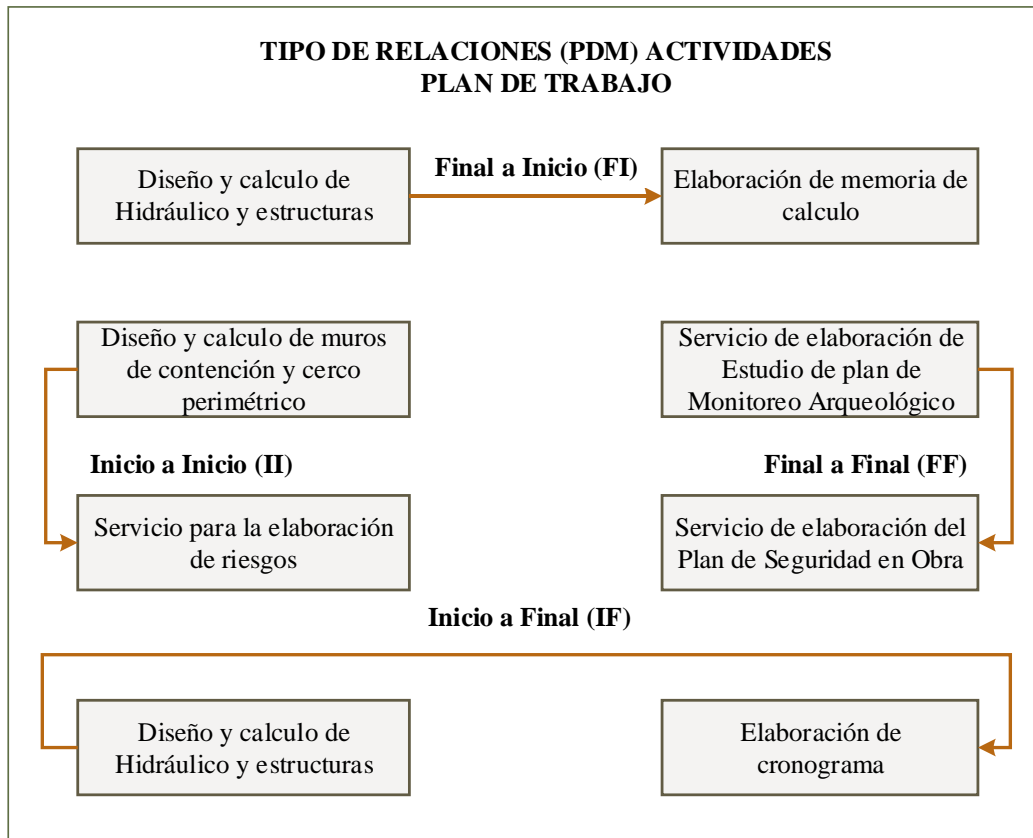 TIPO DE RELACIONES (PDM) ACTIVIDADES
PLAN DE TRABAJO
Diseño y calculo de
Hidráulico y estructuras
Final a Inicio (FI)
Elaboración de memoria de
calculo
Diseño y calculo de muros
de contención y cerco
perimétrico
Servicio de elaboración de
Estudio de plan de
Monitoreo Arqueológico
Inicio a Inicio (II)
Final a Final (FF)
Servicio para la elaboración
de riesgos
Servicio de elaboración del
Plan de Seguridad en Obra
Inicio a Final (IF)
Diseño y calculo de
Hidráulico y estructuras
Elaboración de
cronograma